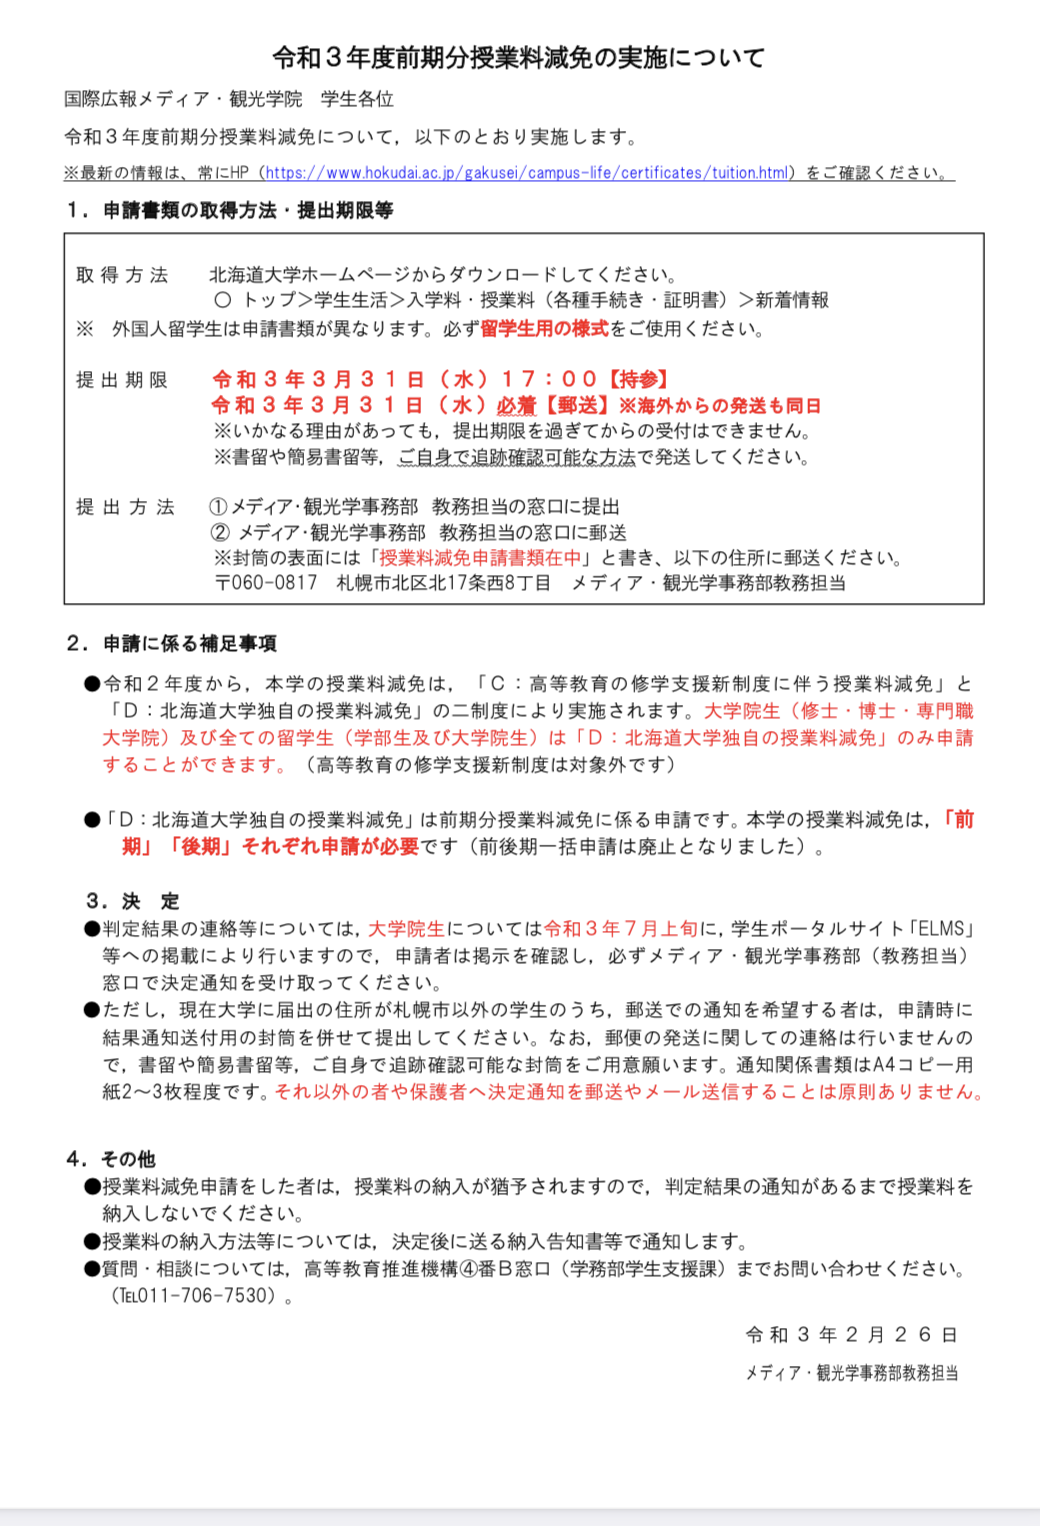 令和３年度前期分授業料減免の実施について
国際広報メディア・観光学院　学生各位
令和３年度前期分授業料減免について，以下のとおり実施します。
※最新の情報は、常にHP（https://www.hokudai.ac.jp/gakusei/campus-life/certificates/tuition.html）をご確認ください。
１．申請書類の取得方法・提出期限等
取得方法　北海道大学ホームページからダウンロードしてください。
○ トップ＞学生生活＞入学料・授業料（各種手続き・証明書）＞新着情報
※　外国人留学生は申請書類が異なります。必ず留学生用の様式をご使用ください。
提出期限　令和３年３月３１日（水）１７：００【持参】
令和３年３月３１日（水）必着【郵送】※海外からの発送も同日
※いかなる理由があっても，提出期限を過ぎてからの受付はできません。
※書留や簡易書留等，ご自身で追跡確認可能な方法で発送してください。
提出方法　①メディア・観光学事務部　教務担当の窓口に提出
② メディア・観光学事務部　教務担当の窓口に郵送
※封筒の表面には「授業料減免申請書類在中」と書き、以下の住所に郵送ください。
〒060-0817　札幌市北区北17条西8丁目　メディア・観光学事務部教務担当
２．申請に係る補足事項
●令和２年度から，本学の授業料減免は，「Ｃ：高等教育の修学支援新制度に伴う授業料減免」と
「Ｄ：北海道大学独自の授業料減免」の二制度により実施されます。大学院生（修士・博士・専門職
大学院）及び全ての留学生（学部生及び大学院生）は「Ｄ：北海道大学独自の授業料減免」のみ申請
することができます。（高等教育の修学支援新制度は対象外です）
●「Ｄ：北海道大学独自の授業料減免」は前期分授業料減免に係る申請です。本学の授業料減免は，「前
期」「後期」それぞれ申請が必要です（前後期一括申請は廃止となりました）。
３．決　定
●判定結果の連絡等については，大学院生については令和３年７月上旬に，学生ポータルサイト「ELMS」
等への掲載により行いますので，申請者は掲示を確認し，必ずメディア・観光学事務部（教務担当）
窓口で決定通知を受け取ってください。
●ただし，現在大学に届出の住所が札幌市以外の学生のうち，郵送での通知を希望する者は，申請時に
結果通知送付用の封筒を併せて提出してください。なお，郵便の発送に関しての連絡は行いませんの
で，書留や簡易書留等，ご自身で追跡確認可能な封筒をご用意願います。通知関係書類はA4コピー用
紙2～3枚程度です。それ以外の者や保護者へ決定通知を郵送やメール送信することは原則ありません。
４．その他
●授業料減免申請をした者は，授業料の納入が猶予されますので，判定結果の通知があるまで授業料を
納入しないでください。
●授業料の納入方法等については，決定後に送る納入告知書等で通知します。
●質問・相談については，高等教育推進機構④番Ｂ窓口（学務部学生支援課）までお問い合わせください。
（℡011-706-7530）。
令和３年２月２６日
メディア・観光学事務部教務担当